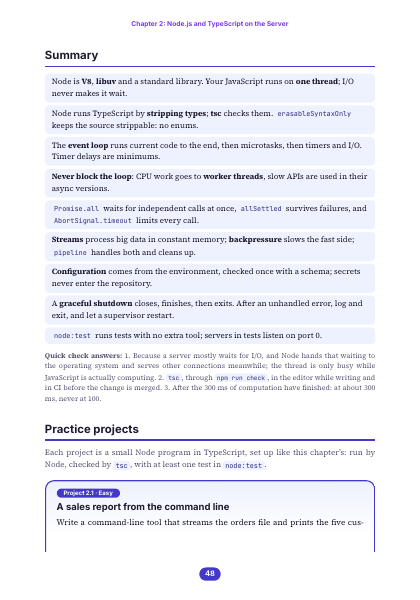 Chapter 2: Node.js and TypeScript on the Server
Summary
Node is V8, libuv and a standard library. Your JavaScript runs on one thread; I/O
never makes it wait.
Node runs TypeScript by stripping types; tsc checks them. erasableSyntaxOnly
keeps the source strippable: no enums.
The event loop runs current code to the end, then microtasks, then timers and I/O.
Timer delays are minimums.
Never block the loop: CPU work goes to worker threads, slow APIs are used in their
async versions.
Promise.all waits for independent calls at once, allSettled survives failures, and
AbortSignal.timeout limits every call.
Streams process big data in constant memory; backpressure slows the fast side;
pipeline handles both and cleans up.
Configuration comes from the environment, checked once with a schema; secrets
never enter the repository.
A graceful shutdown closes, finishes, then exits. After an unhandled error, log and
exit, and let a supervisor restart.
node:test runs tests with no extra tool; servers in tests listen on port 0.
Quick check answers: 1. Because a server mostly waits for I/O, and Node hands that waiting to
the operating system and serves other connections meanwhile; the thread is only busy while
JavaScript is actually computing. 2. tsc, through npm run check, in the editor while writing and
in CI before the change is merged. 3. After the 300 ms of computation have finished: at about 300
ms, never at 100.
Practice projects
Each project is a small Node program in TypeScript, set up like this chapter's: run by
Node, checked by tsc, with at least one test in node:test.
Project 2.1 · Easy
A sales report from the command line
Write a command-line tool that streams the orders file and prints the five cus-
48